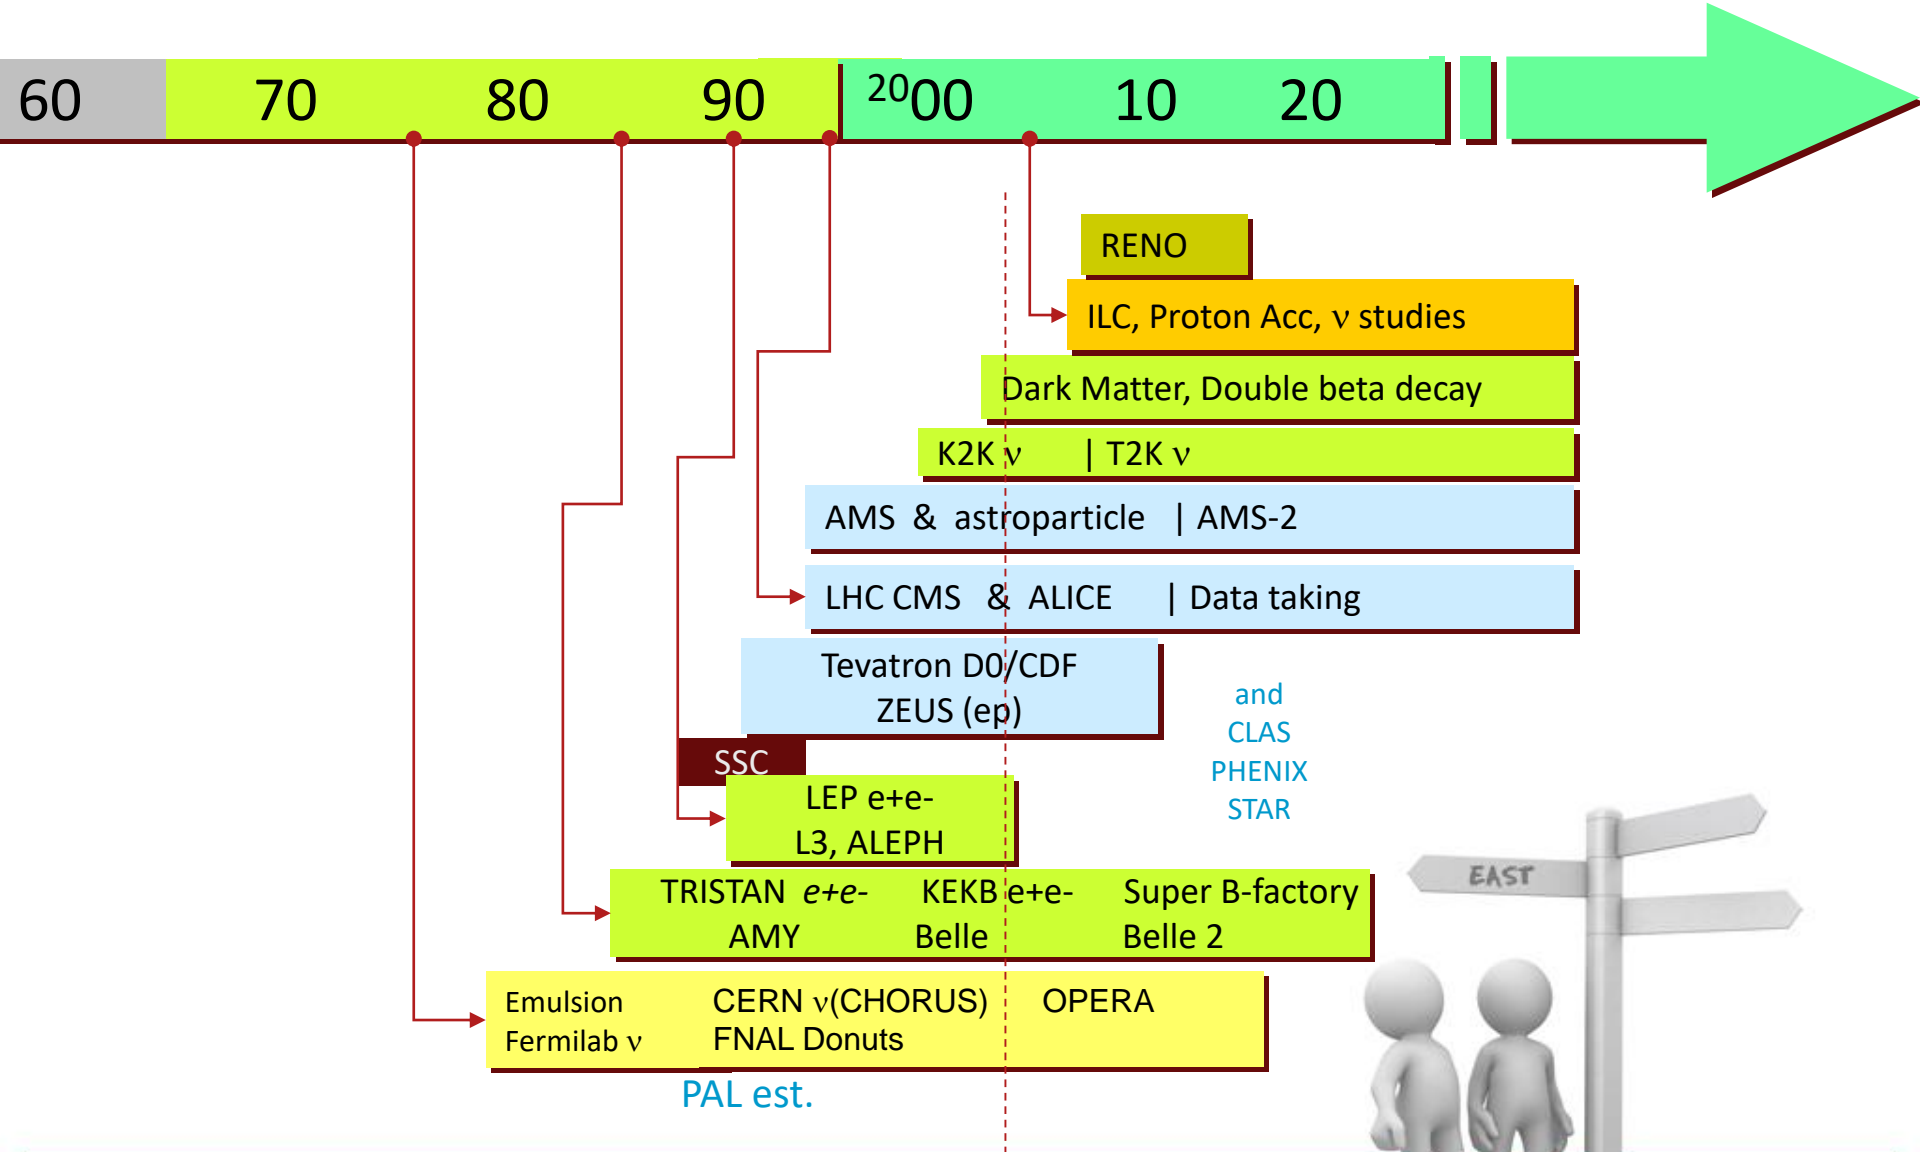 60 70 80 90 2000 10 20
RENO
ILC, Proton Acc, ν studies
Dark Matter, Double beta decay
K2K ν | T2K ν
AMS & astroparticle | AMS-2
LHC CMS & ALICE | Data taking
Tevatron D0/CDF
ZEUS (ep)
and
CLAS
PHENIX
STAR
SSC
LEP e+e-
L3, ALEPH
TRISTAN e+e- KEKB e+e- Super B-factory
AMY Belle Belle 2
EAST
Emulsion CERN ν(CHORUS) OPERA
Fermilab ν FNAL Donuts
PAL est.